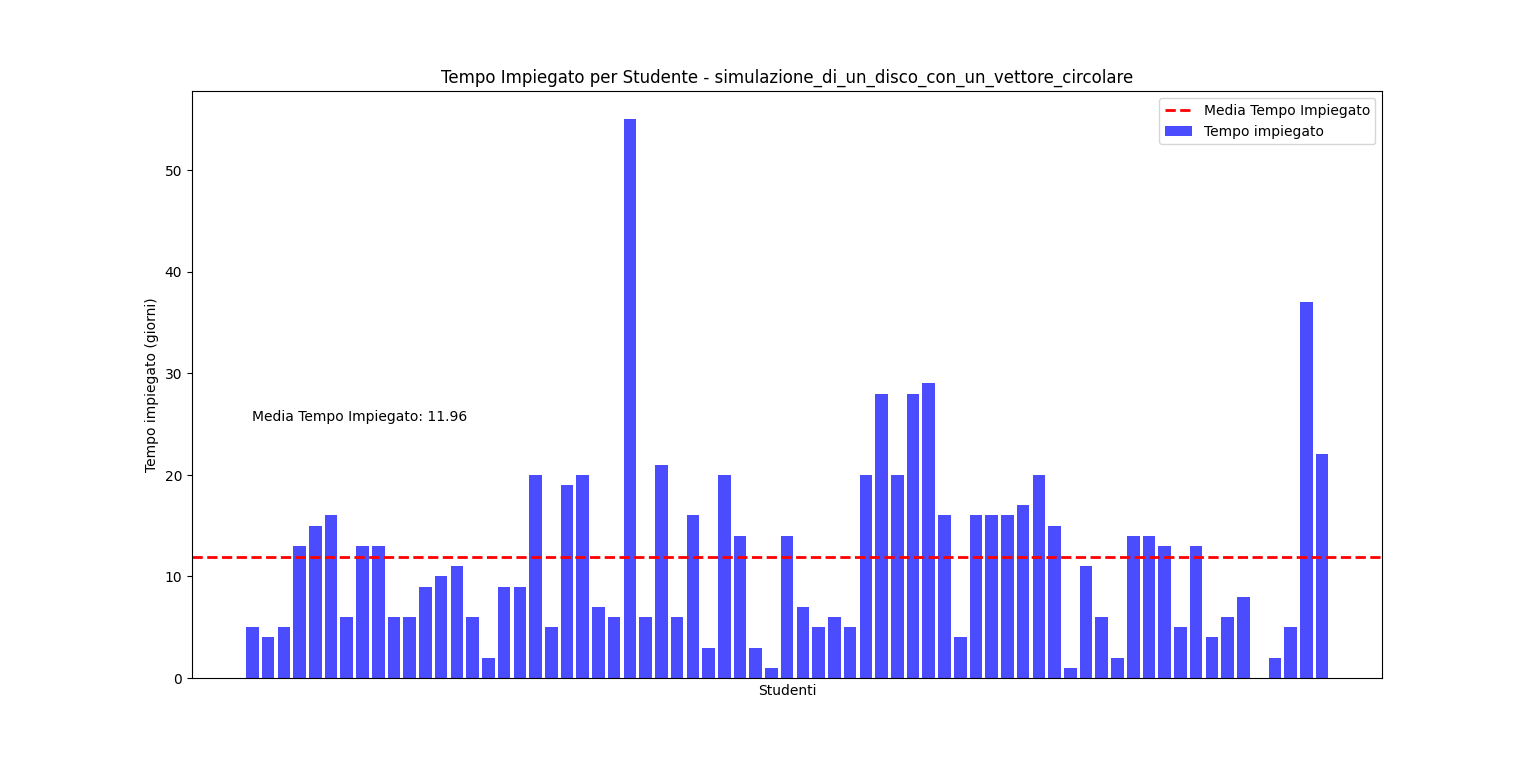 Tempo Impiegato per Studente - simulazione_di_un_disco_con_un_vettore_circolare
Media Tempo Impiegato
Tempo impiegato
50
40
30
20
10
0
Tempo impiegato (giorni)
Media Tempo Impiegato: 11.96
Studenti